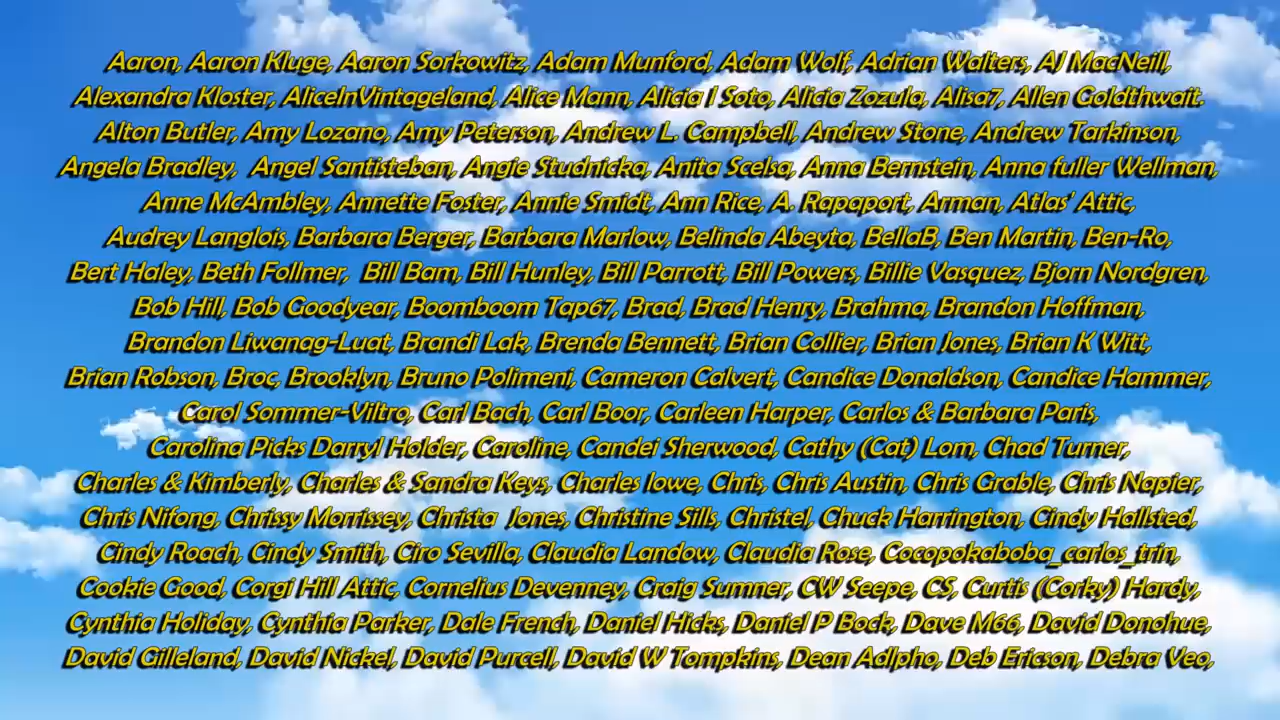 Aaron, Aaron Kluge, Aaron Sorkowitz, Adam Munford, Adam Wolf, Adrian Walters, AJ MacNeill,
Alexandra Kloster, AliceInVintageland, Alice Mann, Alicia I Soto, Alicia Zozula, Alisa7, Allen Goldthwait.
Alton Butler, Amy Lozano, Amy Peterson, Andrew L. Campbell, Andrew Stone, Andrew Tarkinson,
Angela Bradley, Angel Santisteban, Angie Studnicka, Anita Scelsa, Anna Bernstein, Anna fuller Wellman,
Anne McAmbley, Annette Foster, Annie Smidt, Ann Rice, A. Rapaport, Arman, Atlas' Attic,
Audrey Langlois, Barbara Berger, Barbara Marlow, Belinda Abeyta, BellaB, Ben Martin, Ben-Ro,
Bert Haley, Beth Follmer, Bill Bam, Bill Hunley, Bill Parrott, Bill Powers, Billie Vasquez, Bjorn Nordgren,
Bob Hill, Bob Goodyear, Boomboom Tap67, Brad, Brad Henry, Brahma, Brandon Hoffman,
Brandon Liwanag-Luat, Brandi Lak, Brenda Bennett, Brian Collier, Brian Jones, Brian K Witt,
Brian Robson, Broc, Brooklyn, Bruno Polimeni, Cameron Calvert, Candice Donaldson, Candice Hammer,
Carol Sommer-Viltro, Carl Bach, Carl Boor, Carleen Harper, Carlos & Barbara Paris,
Carolina Picks Darryl Holder, Caroline, Candei Sherwood, Cathy (Cat) Lom, Chad Turner,
Charles & Kimberly, Charles & Sandra Keys, Charles lowe, Chris, Chris Austin, Chris Grable, Chris Napier,
Chris Nifong, Chrissy Morrissey, Christa Jones, Christine Sills, Christel, Chuck Harrington, Cindy Hallsted,
Cindy Roach, Cindy Smith, Ciro Sevilla, Claudia Landow, Claudia Rose, Cocopokaboba_carlos_trin,
Cookie Good, Corgi Hill Attic, Cornelius Devenney, Craig Sumner, CW Seepe, CS, Curtis (Corky) Hardy,
Cynthia Holiday, Cynthia Parker, Dale French, Daniel Hicks, Daniel P Bock, Dave M66, David Donohue,
David Gilleland, David Nickel, David Purcell, David W Tompkins, Dean Adlpho, Deb Ericson, Debra Veo,